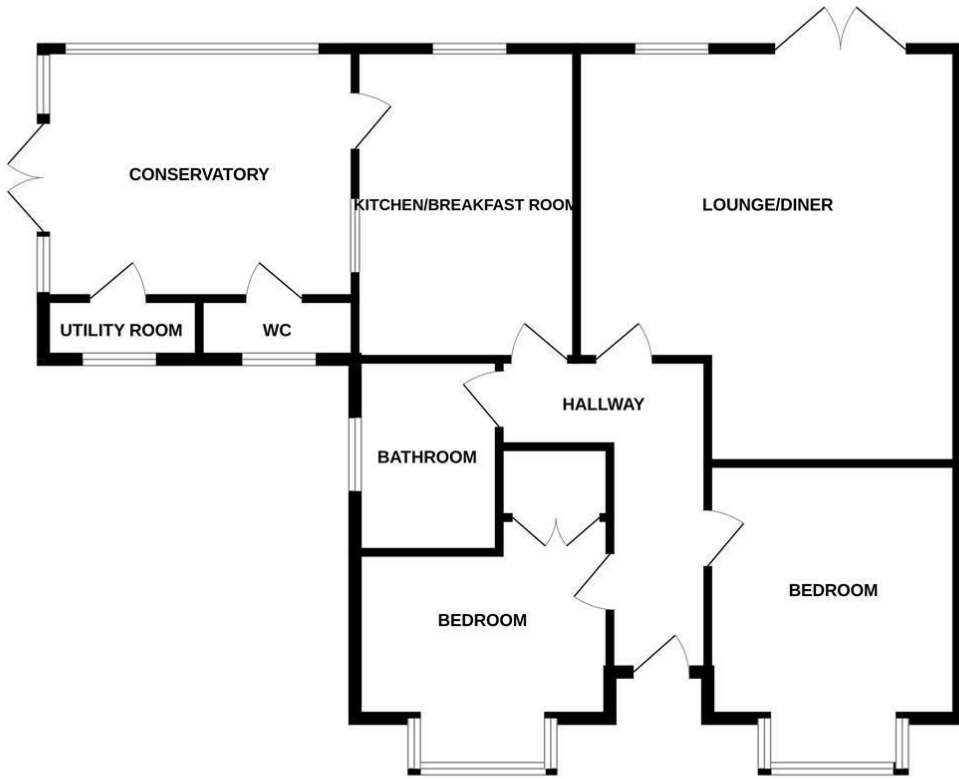 CONSERVATORY
KITCHEN/BREAKFAST ROOM
LOUNGE/DINER
UTILITY ROOM
WC
HALLWAY
BATHROOM
BEDROOM
BEDROOM